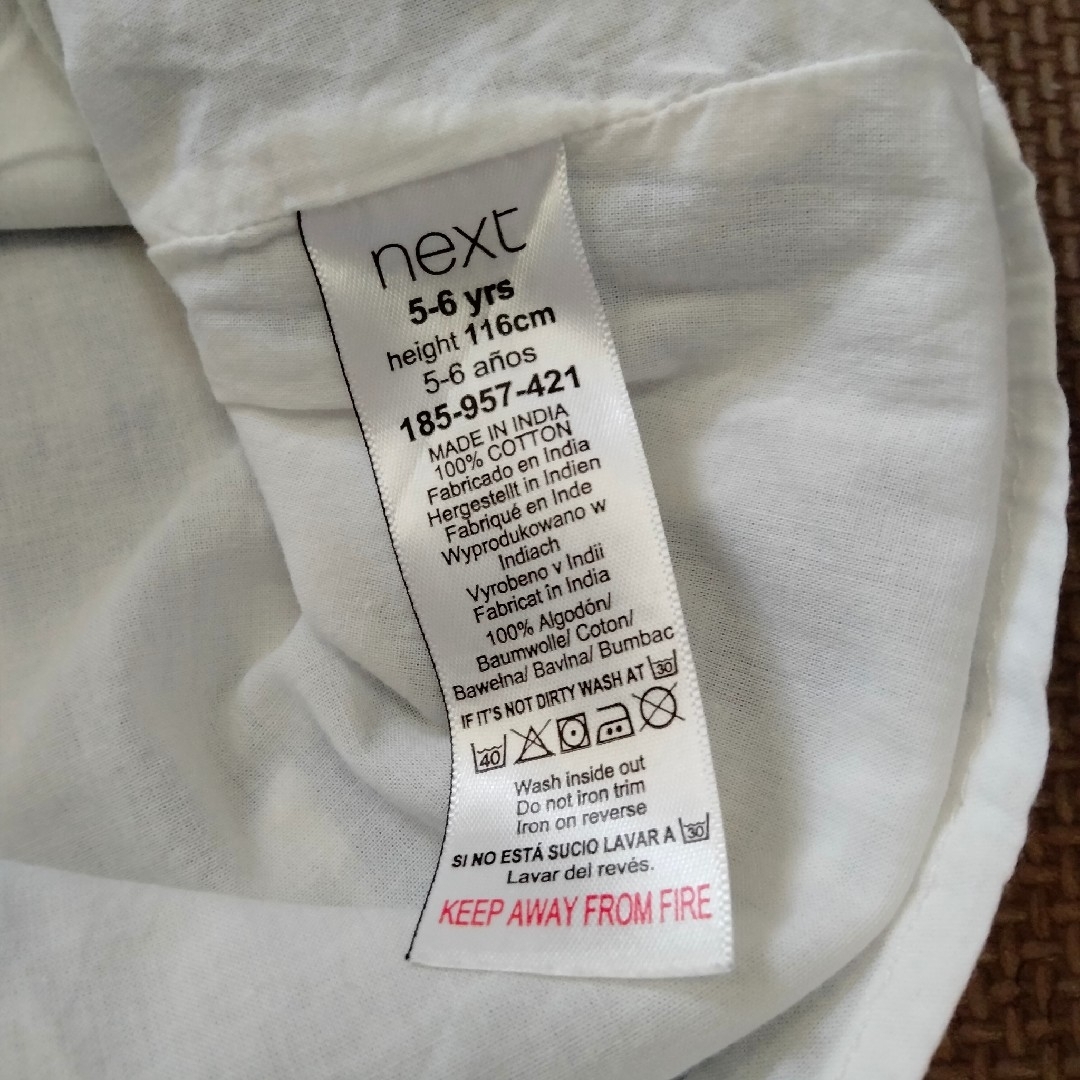 next
5-6 yrs
height 116cm
5-6 años
185-957-421
MADE IN INDIA
100% COTTON
Fabricado en India
Hergestellt in Indien
Fabriqué en Inde
Wyprodukowano w
Indiach
Vyrobeno v Indii
Fabricat în India
100% Algodón/
Baumwolle/ Coton/
Bawełna/ Bavlna/ Bumbac
IF IT'S NOT DIRTY WASH AT 30
40
Wash inside out
Do not iron trim
Iron on reverse
SI NO ESTÁ SUCIO LAVAR A 30
Lavar del revés.
KEEP AWAY FROM FIRE